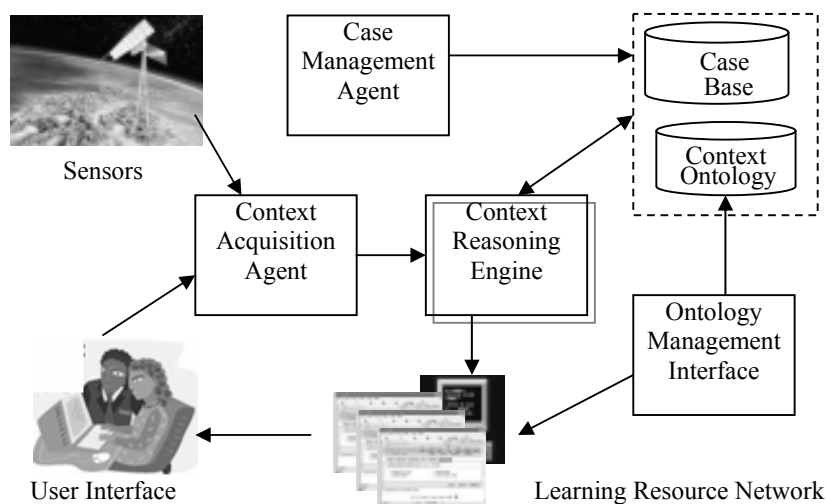 Case
Management
Agent
Case
Base
Context
Ontology
Sensors
Context
Acquisition
Agent
Context
Reasoning
Engine
Ontology
Management
Interface
User Interface
Learning Resource Network